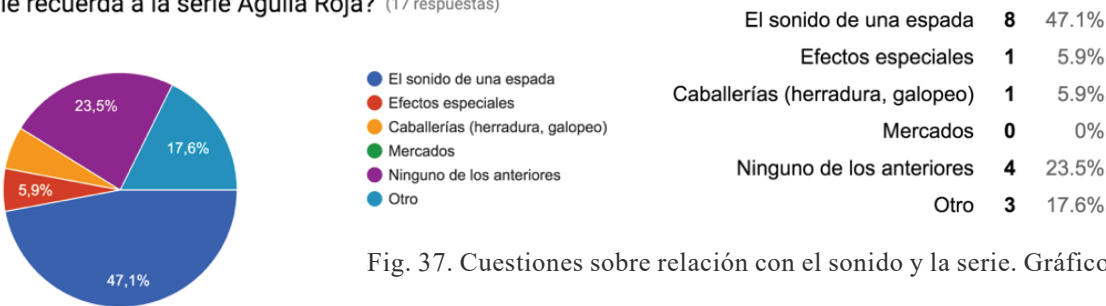 le recuerda a la serie Águila Roja? (17 respuestas)
23,5%
17,6%
5,9%
47,1%
El sonido de una espada
Efectos especiales
Caballerías (herradura, galopeo)
Mercados
Ninguno de los anteriores
Otro
El sonido de una espada 8 47.1%
Efectos especiales 1 5.9%
Caballerías (herradura, galopeo) 1 5.9%
Mercados 0 0%
Ninguno de los anteriores 4 23.5%
Otro 3 17.6%
Fig. 37. Cuestiones sobre relación con el sonido y la serie. Gráfico